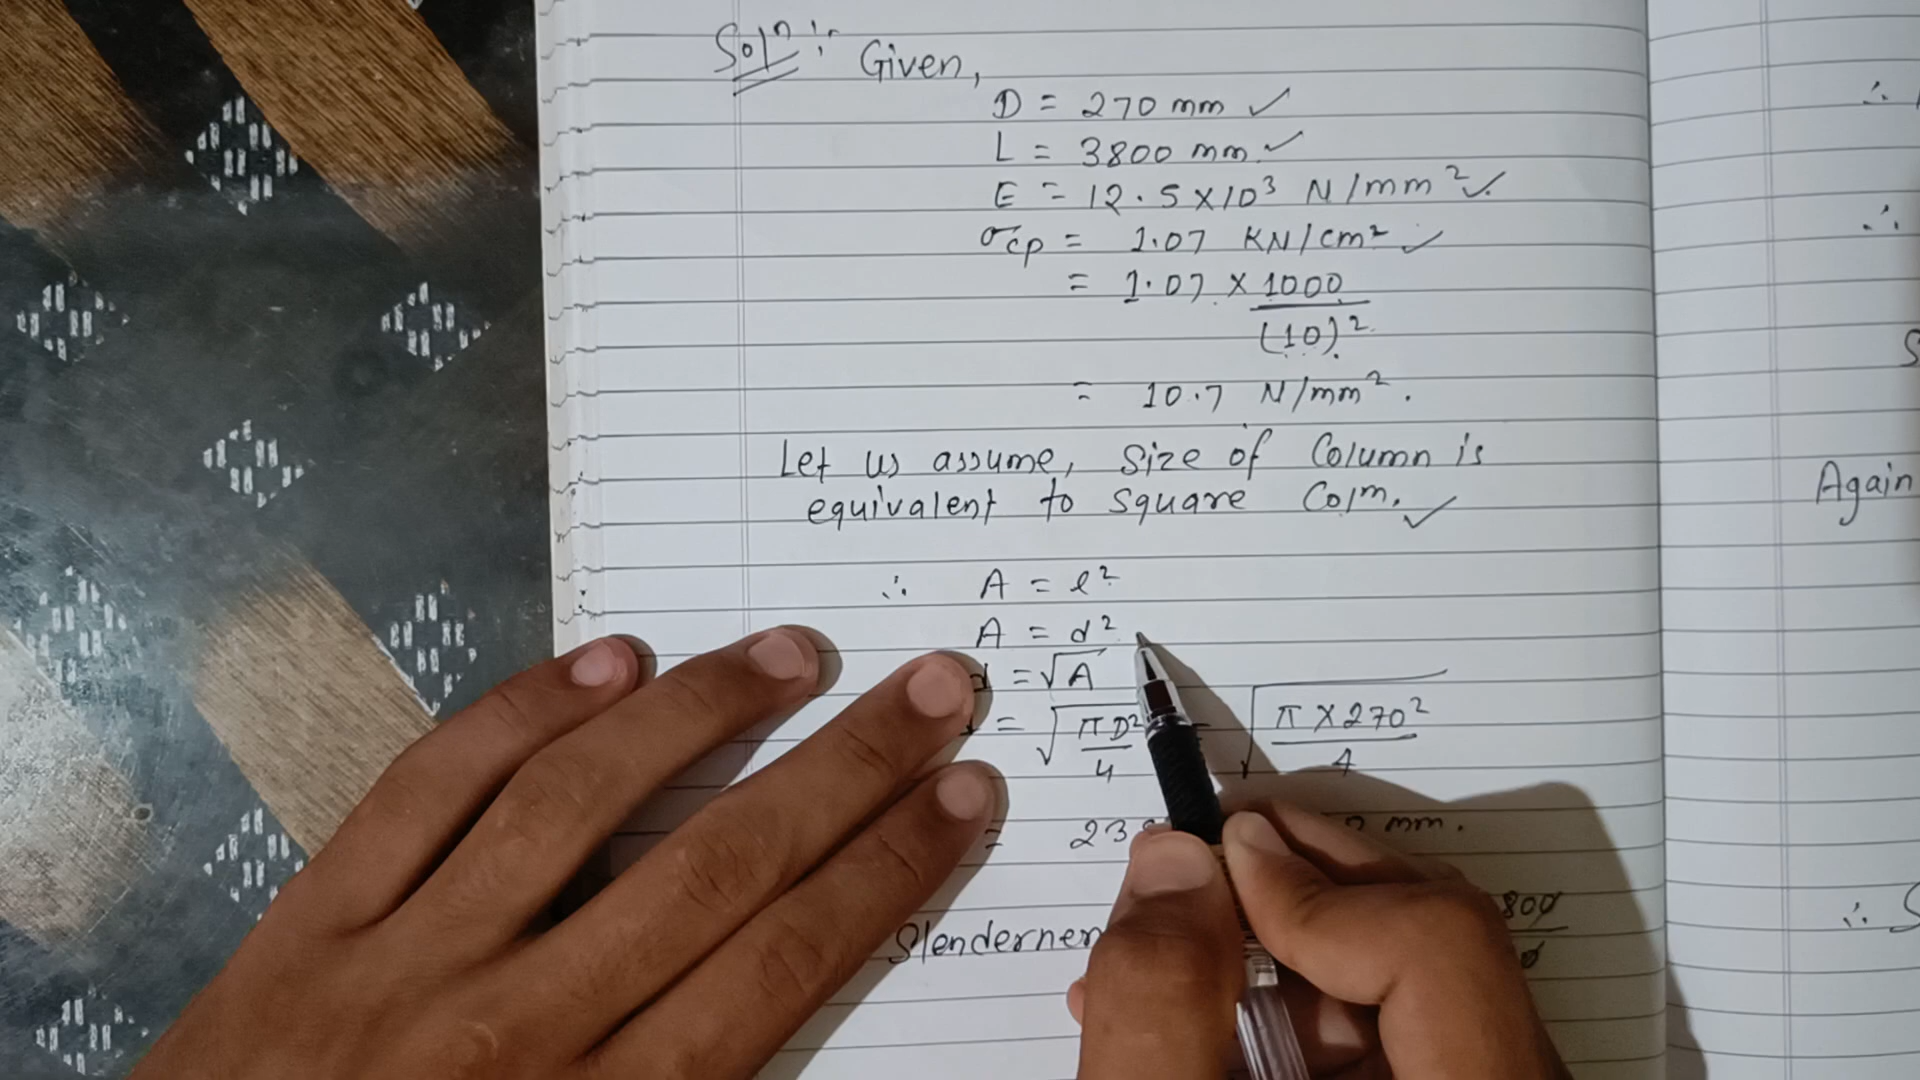 Soln :-
Given,
D = 270 mm ✓
L = 3800 mm ✓
E = 12.5 × 10³ N/mm² ✓
σcp = 1.07 KN/cm² ✓
= 1.07 × 1000
(10)²
= 10.7 N/mm².
Let us assume, Size of Column is
equivalent to square Colm. ✓
∴ A = l²
A = d²
= √A
= √πD²/4 = √π×270²/4
= 23 mm.
800
∴
∴
Again
∴ S